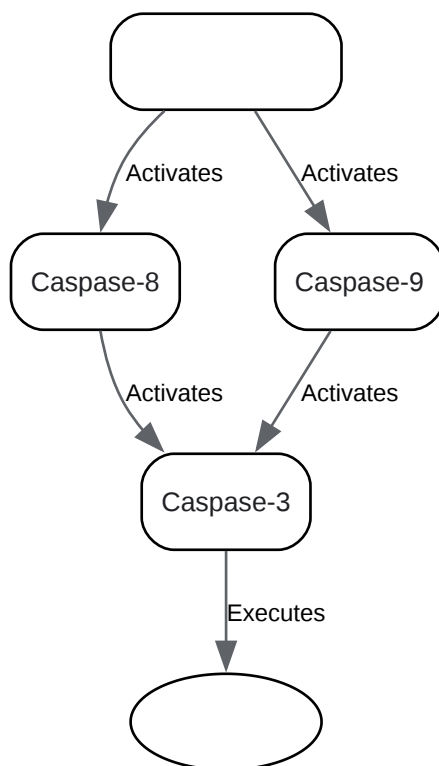 Activates
Activates
Caspase-8
Caspase-9
Activates
Activates
Caspase-3
Executes